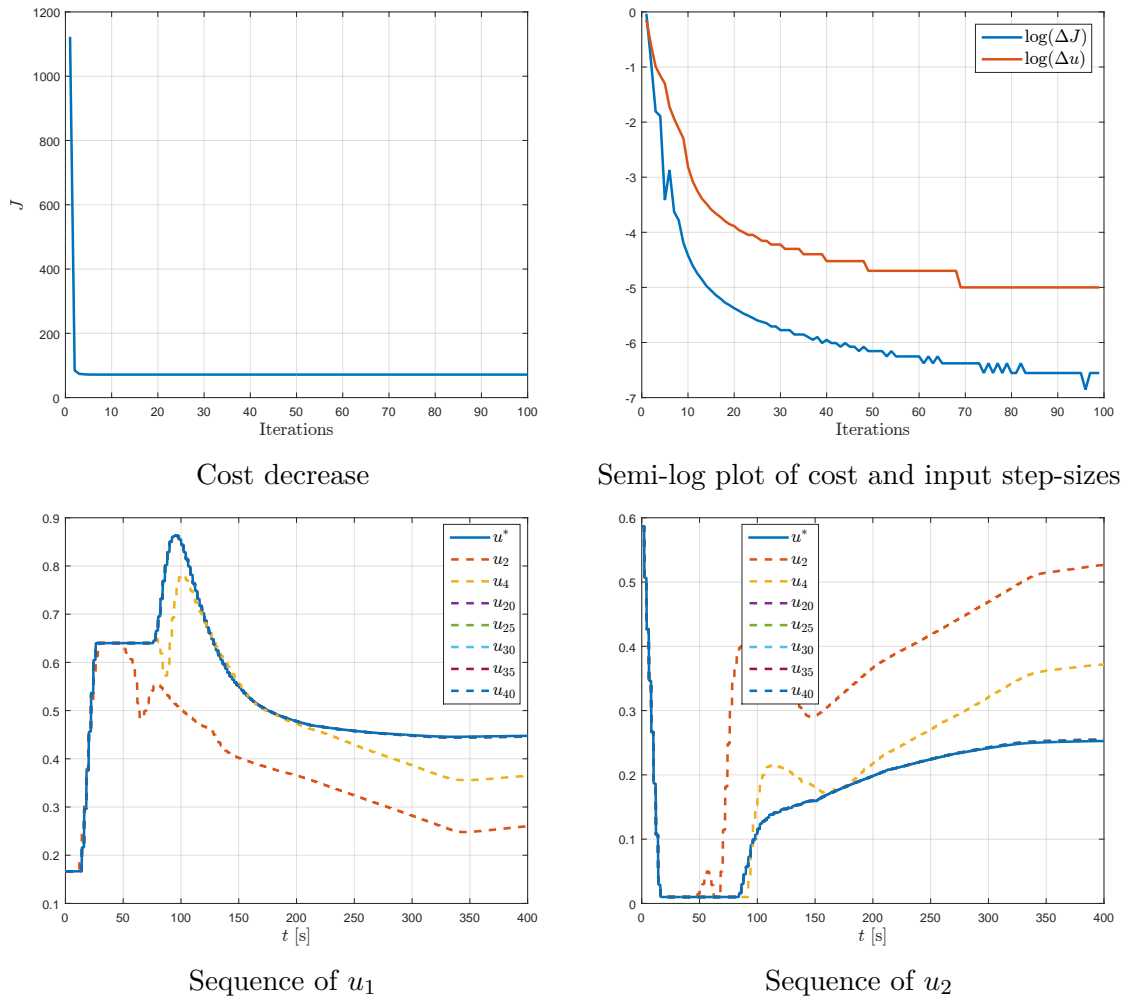 1200
1000
800
600
400
200
0
J
0 10 20 30 40 50 60 70 80 90 100
Iterations
Cost decrease
0
-1
-2
-3
-4
-5
-6
-7
log(ΔJ)
log(Δu)
0 10 20 30 40 50 60 70 80 90 100
Iterations
Semi-log plot of cost and input step-sizes
0.9
0.8
0.7
0.6
0.5
0.4
0.3
0.2
0.1
u*
u₂
u₄
u₂₀
u₂₅
u₃₀
u₃₅
u₄₀
0 50 100 150 200 250 300 350 400
t [s]
Sequence of u₁
0.6
0.5
0.4
0.3
0.2
0.1
0
u*
u₂
u₄
u₂₀
u₂₅
u₃₀
u₃₅
u₄₀
0 50 100 150 200 250 300 350 400
t [s]
Sequence of u₂